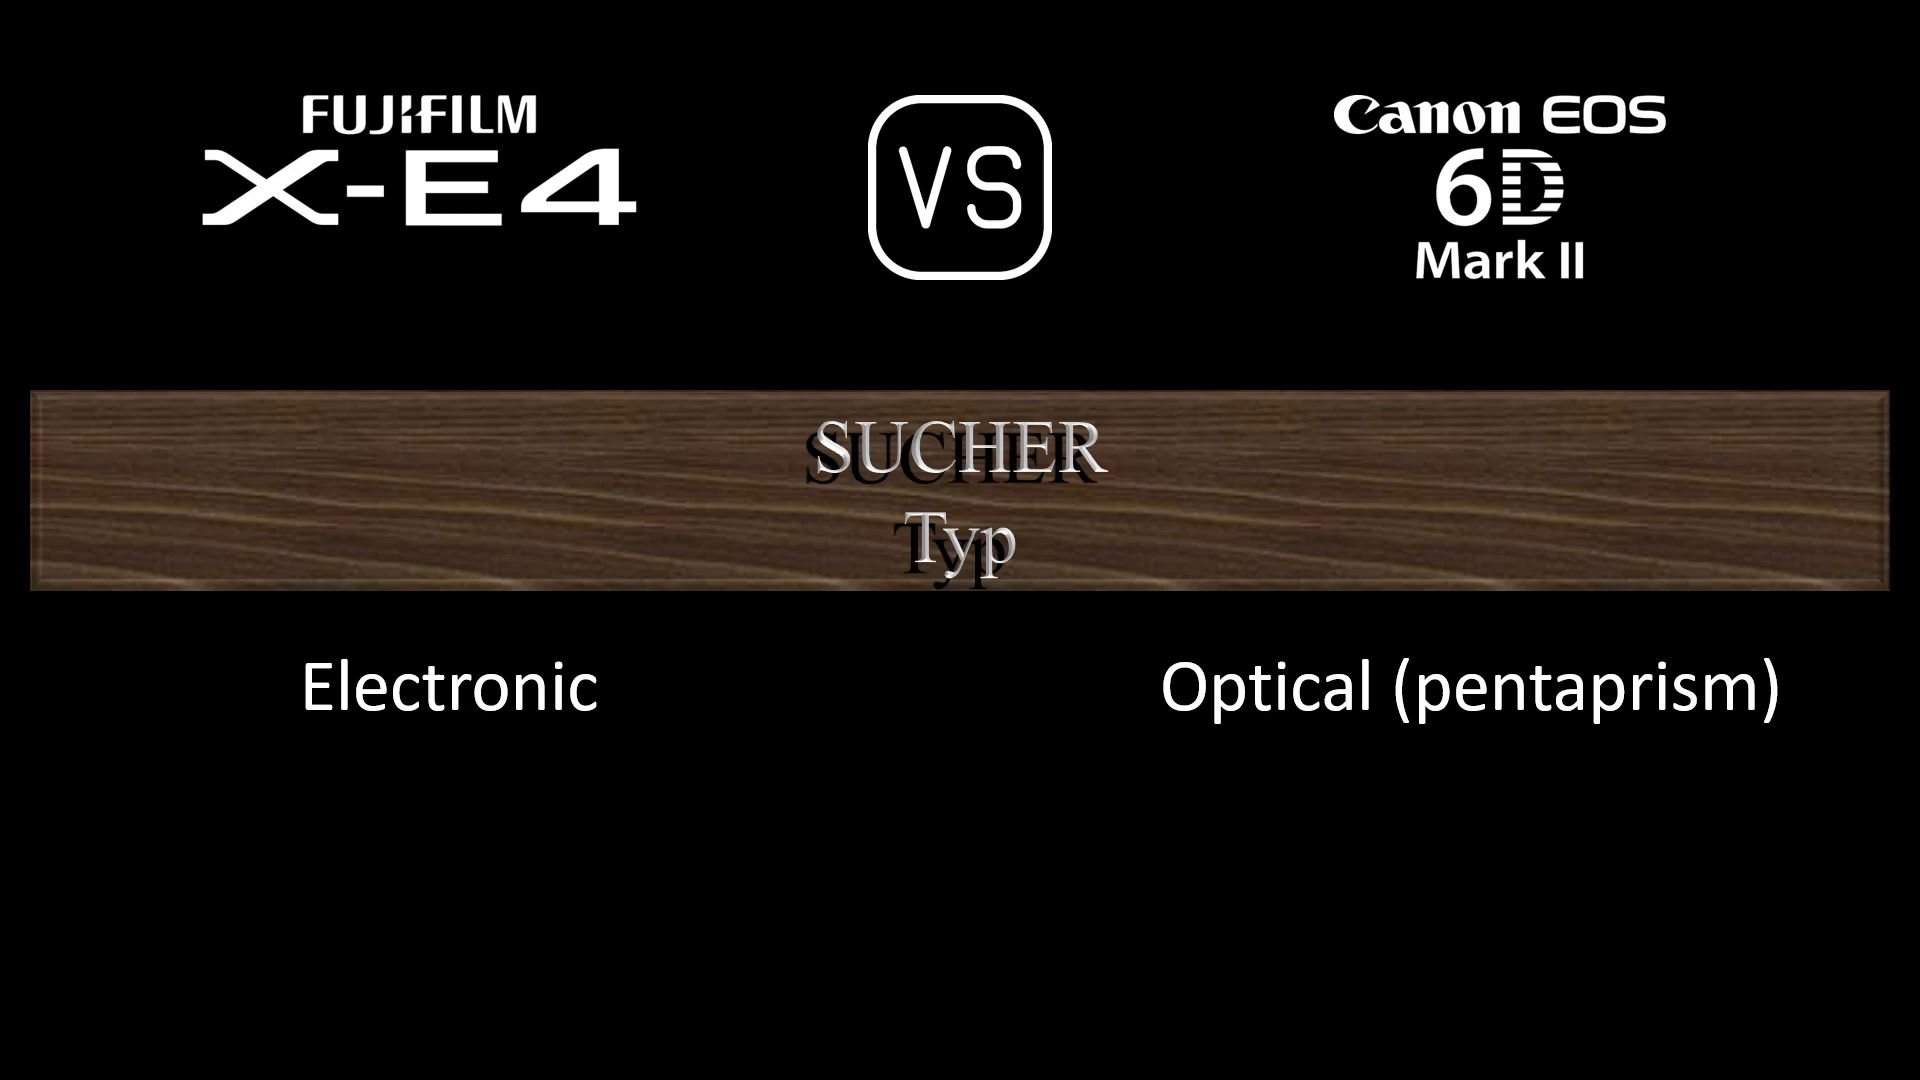 FUJIFILM
X-E4
VS
Canon EOS
6D
Mark II
SUCHER
Typ
Electronic
Optical (pentaprism)